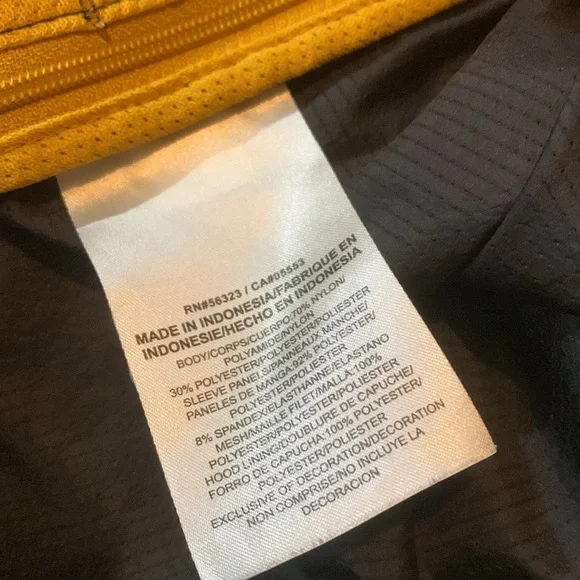 RN#56323 / CA#05553
MADE IN INDONESIA/FABRIQUE EN
INDONESIE/HECHO EN INDONESIA
BODY/CORPS/CUERPO:70% NYLON/
POLYAMIDE/NYLON
30% POLYESTER/POLYESTER/POLIESTER
SLEEVE PANELS/PANNEAUX MANCHE/
PANELES DE MANGA:92% POLYESTER/
POLYESTER/POLIESTER
8% SPANDEX/ELASTHANNE/ELASTANO
MESH/MAILLE FILET/MALLA:100%
POLYESTER/POLYESTER/POLIESTER
HOOD LINING/DOUBLURE DE CAPUCHE/
FORRO DE CAPUCHA:100% POLYESTER/
POLYESTER/POLIESTER
EXCLUSIVE OF DECORATION/DECORATION
NON COMPRISE/NO INCLUYE LA
DECORACION